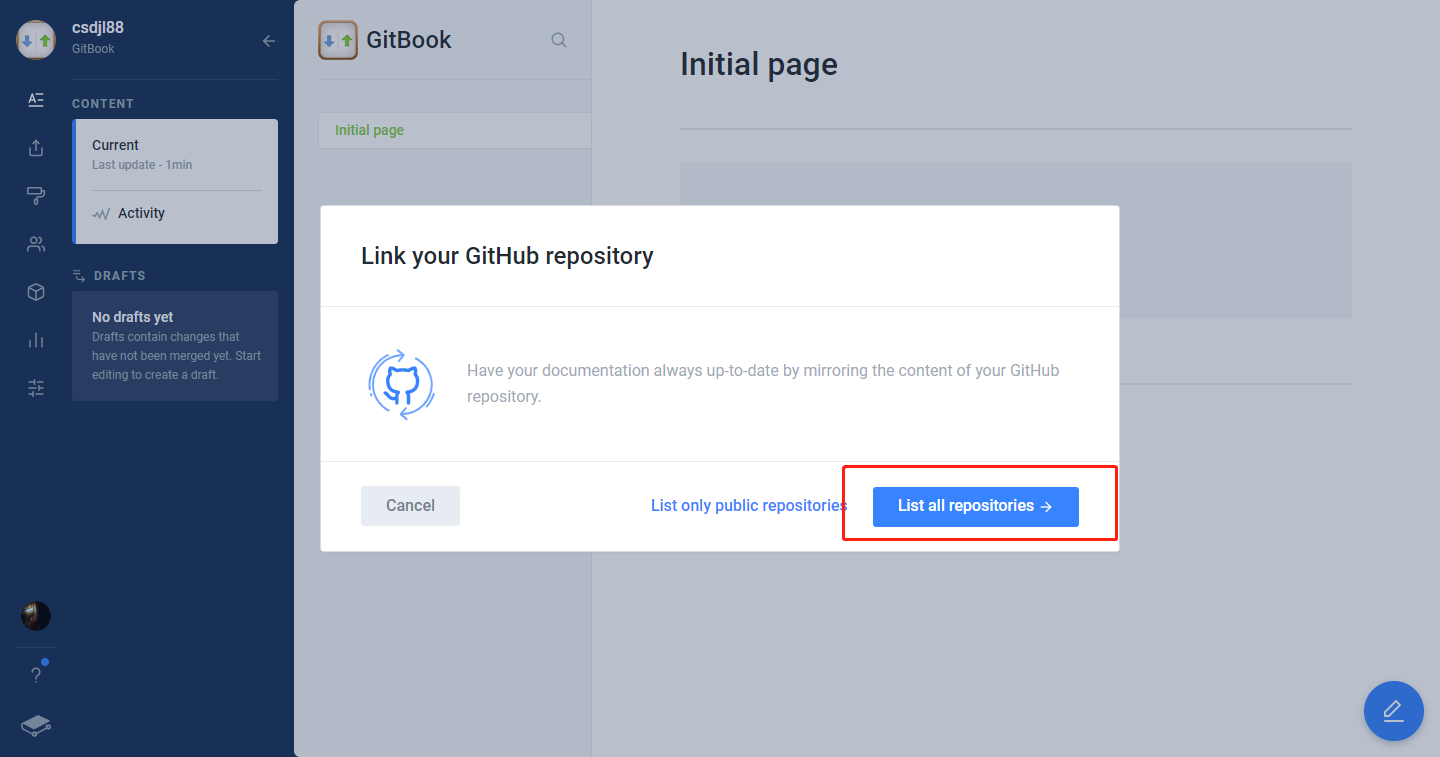 csdjl88
GitBook
CONTENT
Current
Last update - 1min
Activity
DRAFTS
No drafts yet
Drafts contain changes that
have not been merged yet. Start
editing to create a draft.
GitBook
Initial page
Initial page
Link your GitHub repository
Have your documentation always up-to-date by mirroring the content of your GitHub
repository.
Cancel
List only public repositories
List all repositories →